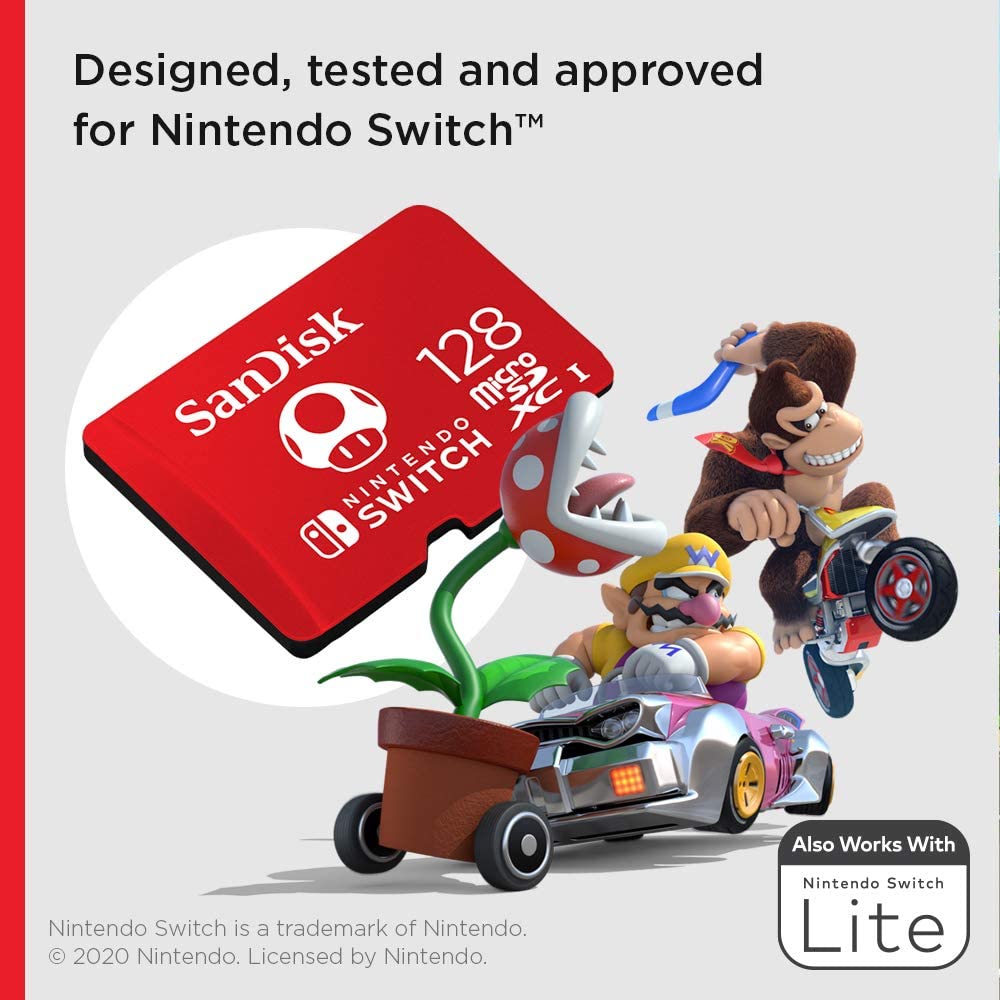 Designed, tested and approved
for Nintendo Switch™
SanDisk
128
micro
SD
XC I
NINTENDO
SWITCH
W
Also Works With
Nintendo Switch
Lite
Nintendo Switch is a trademark of Nintendo.
© 2020 Nintendo. Licensed by Nintendo.